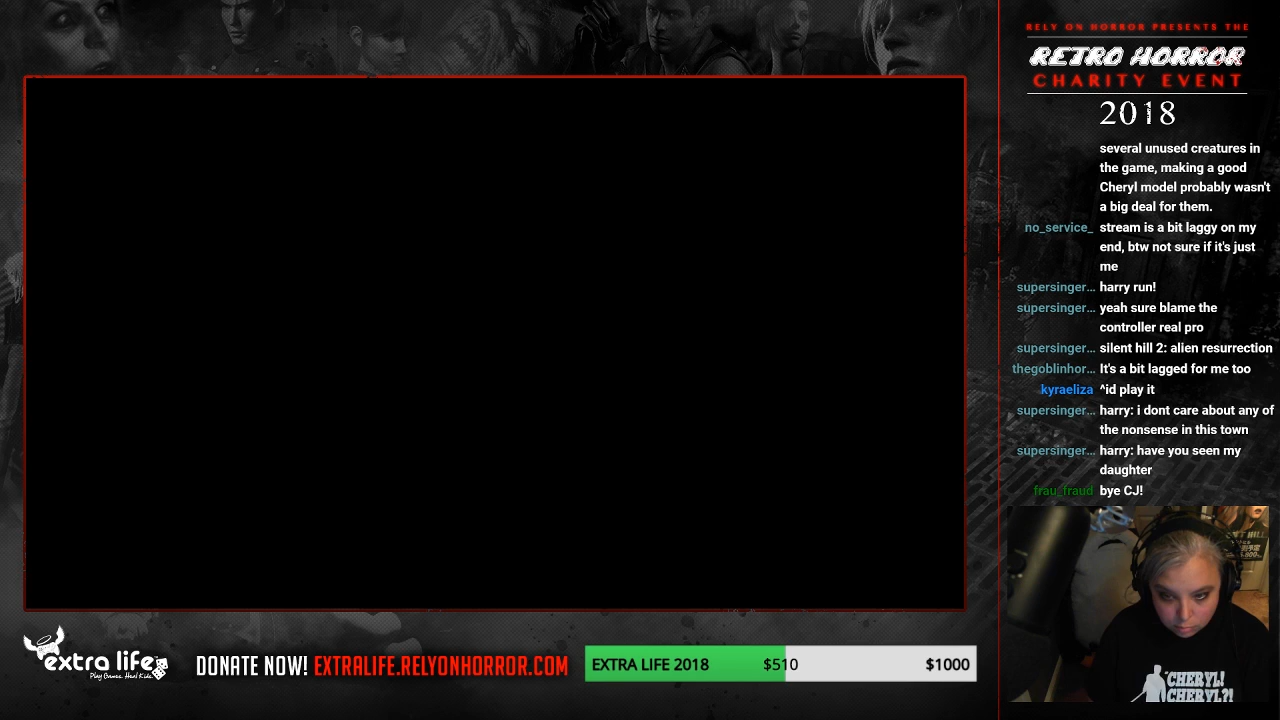 RELY ON HORROR PRESENTS THE
RETRO HORROR
CHARITY EVENT
2018
several unused creatures in
the game, making a good
Cheryl model probably wasn't
a big deal for them.
no_service_ stream is a bit laggy on my
end, btw not sure if it's just
me
supersinger... harry run!
supersinger... yeah sure blame the
controller real pro
supersinger... silent hill 2: alien resurrection
thegoblinhor... It's a bit lagged for me too
kyraeliza ^id play it
supersinger... harry: i dont care about any of
the nonsense in this town
supersinger... harry: have you seen my
daughter
frau_fraud bye CJ!
CHERYL!
CHERYL?!
extra life
Play Games. Heal Kids.
DONATE NOW! EXTRALIFE.RELYONHORROR.COM
EXTRA LIFE 2018 $510 $1000